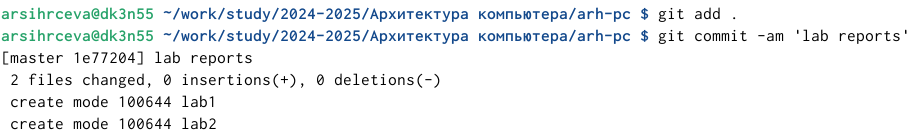 arsihrceva@dk3n55 ~/work/study/2024-2025/Архитектура компьютера/arh-pc $ git add .
arsihrceva@dk3n55 ~/work/study/2024-2025/Архитектура компьютера/arh-pc $ git commit -am 'lab reports'
[master 1e77204] lab reports
2 files changed, 0 insertions(+), 0 deletions(-)
create mode 100644 lab1
create mode 100644 lab2